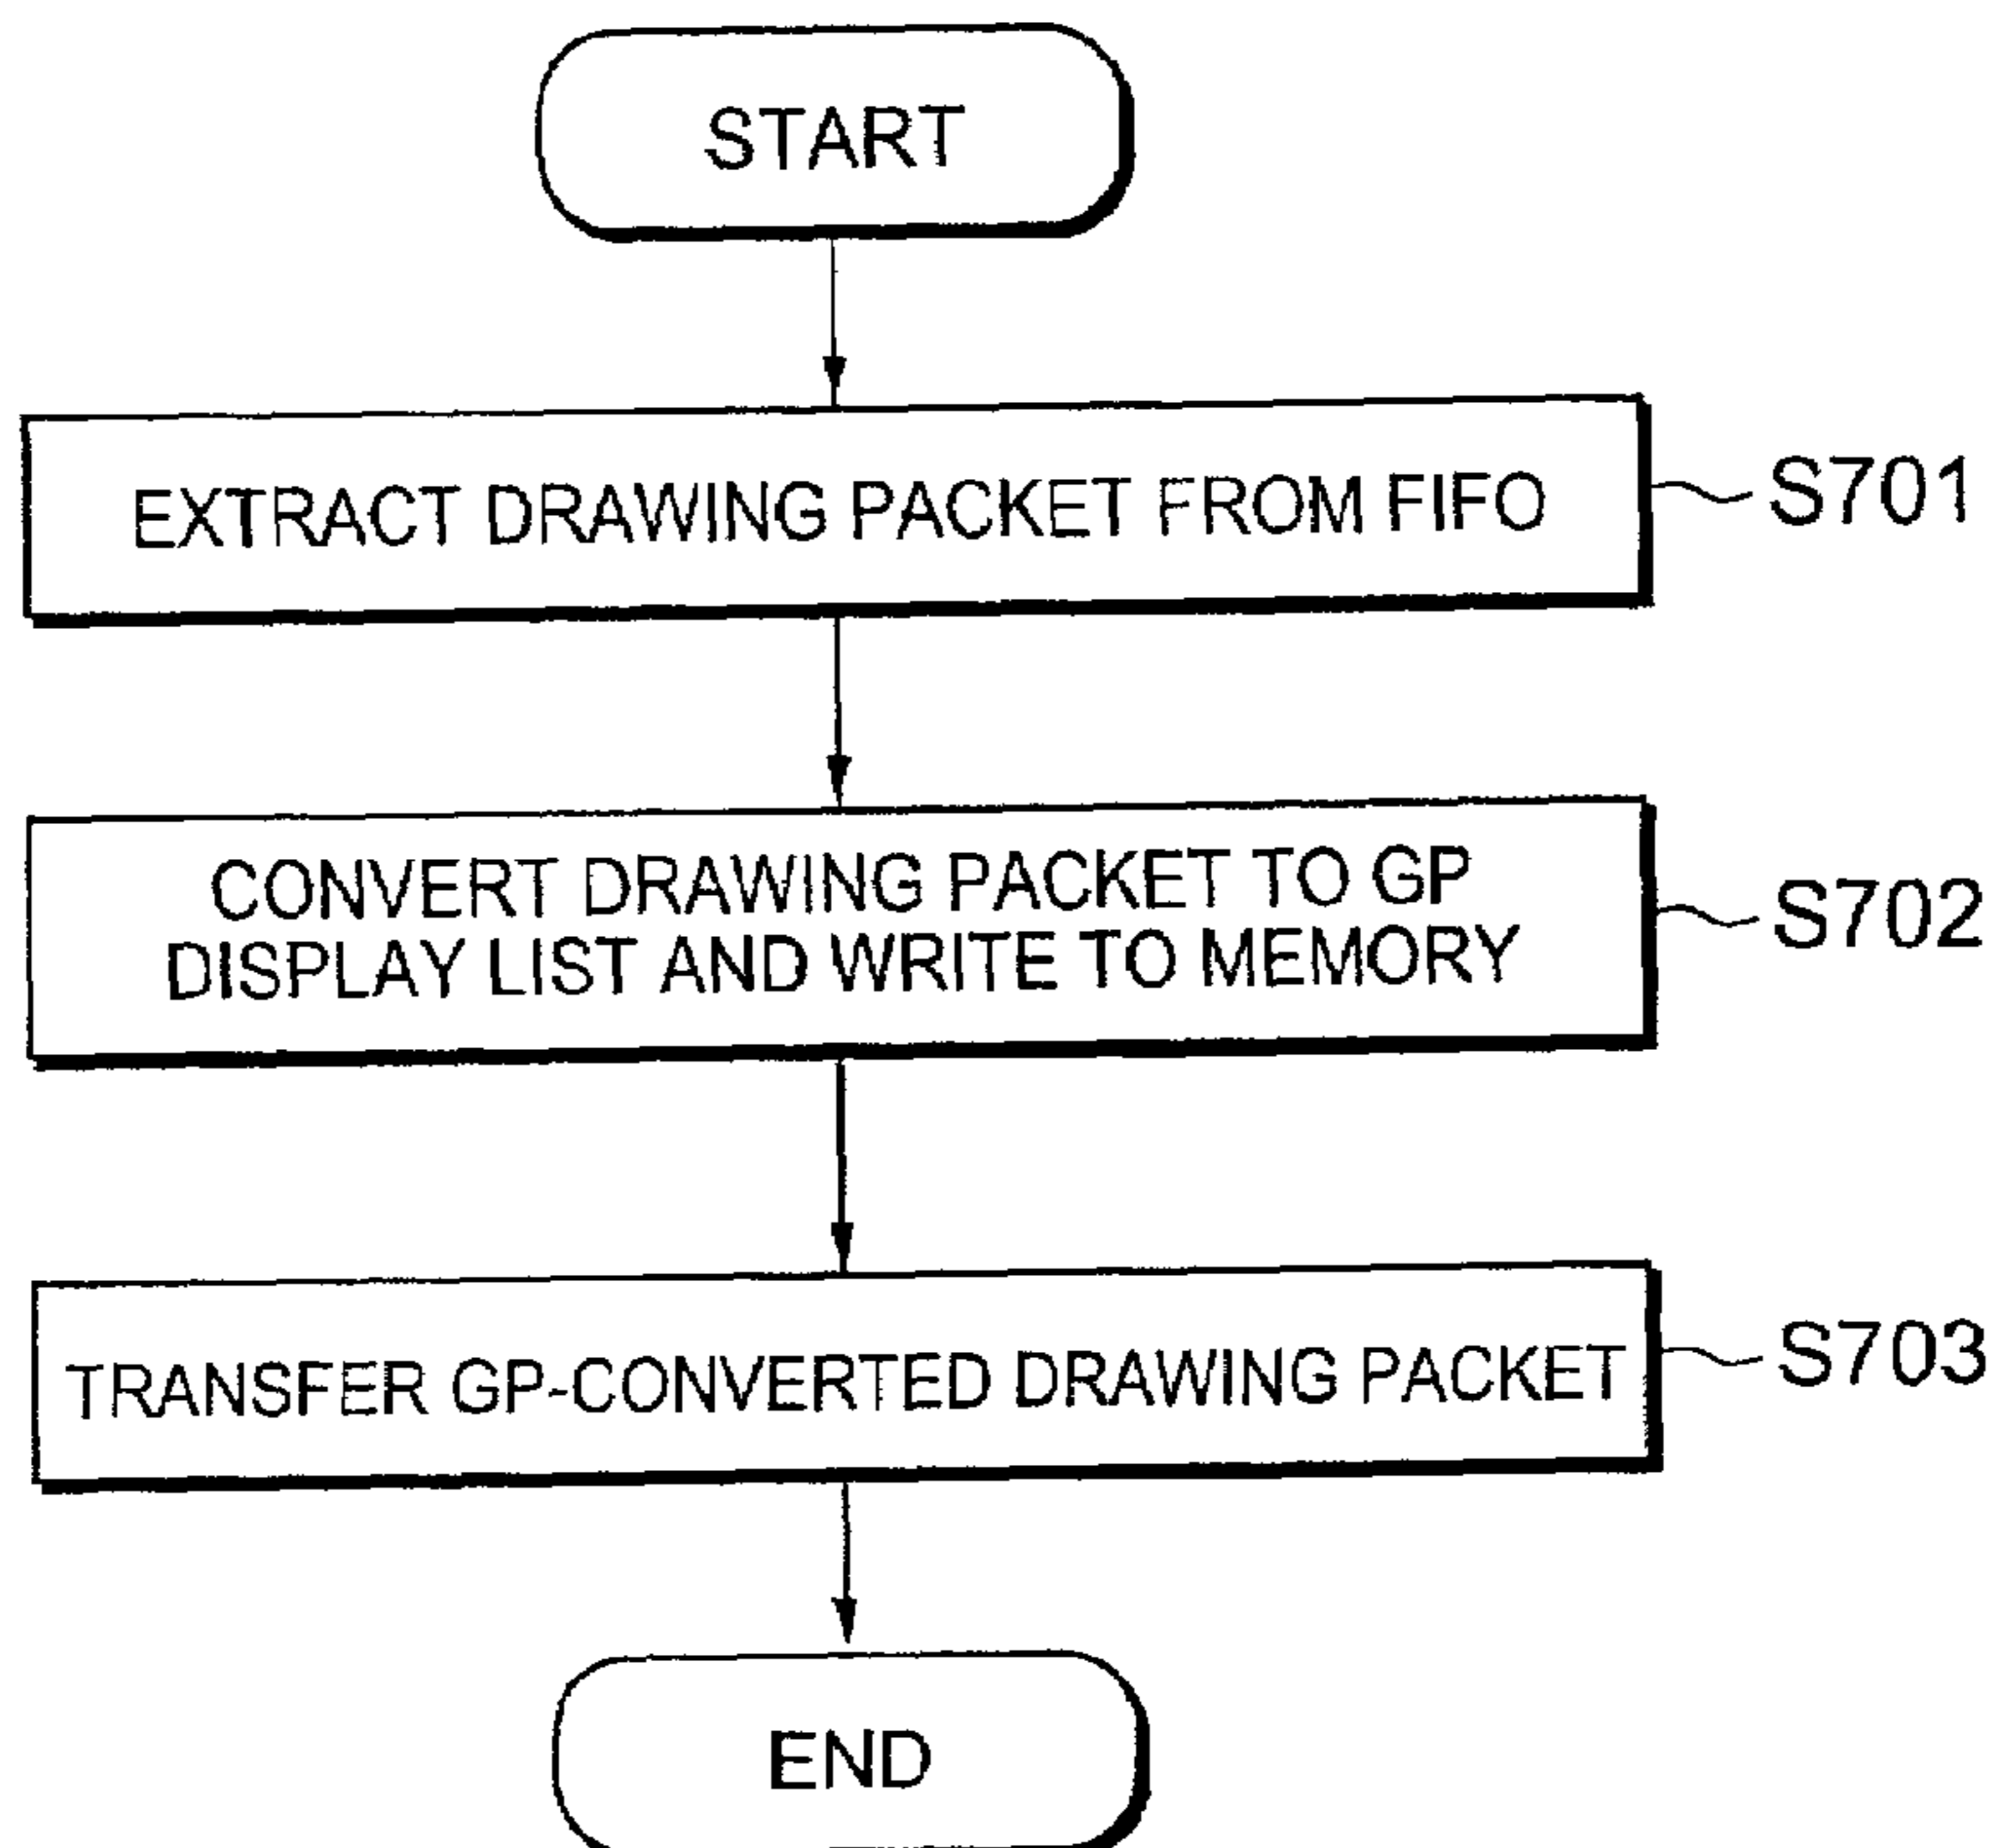 START
EXTRACT DRAWING PACKET FROM FIFO
S701
CONVERT DRAWING PACKET TO GP
DISPLAY LIST AND WRITE TO MEMORY
S702
TRANSFER GP-CONVERTED DRAWING PACKET
S703
END